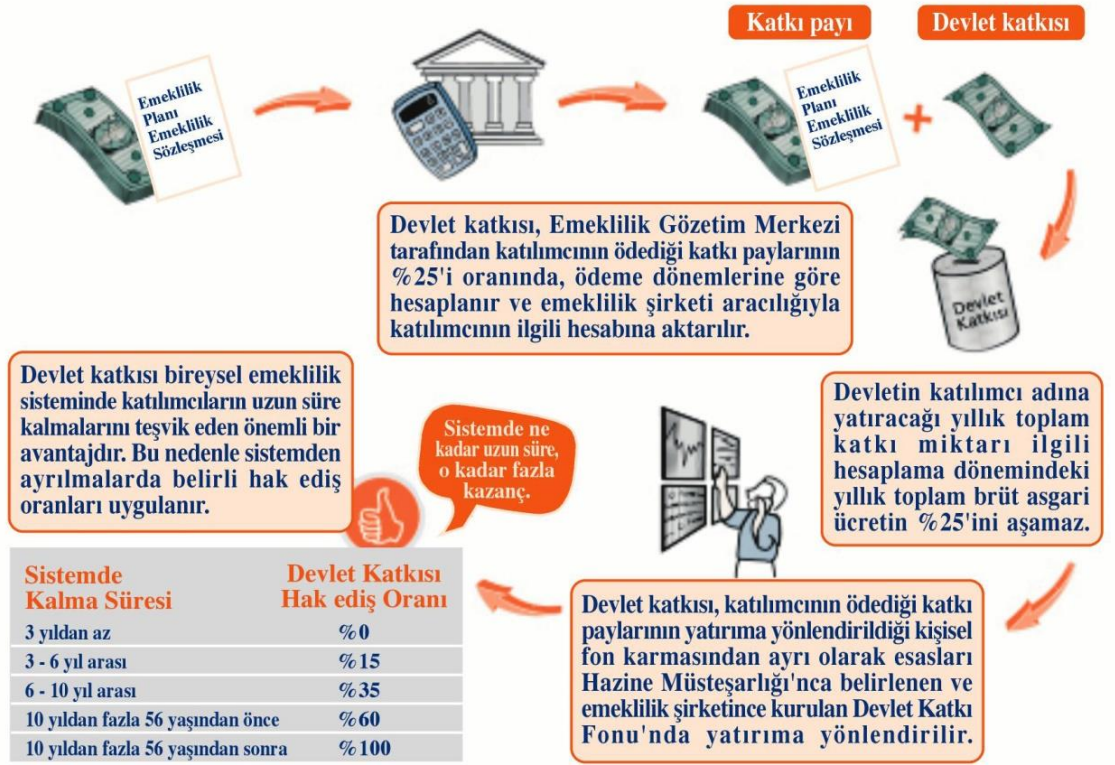 Katkı payı
Devlet katkısı
Emeklilik
Planı
Emeklilik
Sözleşmesi
Emeklilik
Planı
Emeklilik
Sözleşmesi
+
Devlet katkısı, Emeklilik Gözetim Merkezi
tarafından katılımcının ödediği katkı paylarının
%25'i oranında, ödeme dönemlerine göre
hesaplanır ve emeklilik şirketi aracılığıyla
katılımcının ilgili hesabına aktarılır.
Devlet
Katkısı
Devletin katılımcı adına
yatıracağı yıllık toplam
katkı miktarı ilgili
hesaplama dönemindeki
yıllık toplam brüt asgari
ücretin %25'ini aşamaz.
Devlet katkısı, katılımcının ödediği katkı
paylarının yatırıma yönlendirildiği kişisel
fon karmasından ayrı olarak esasları
Hazine Müsteşarlığı'nca belirlenen ve
emeklilik şirketince kurulan Devlet Katkı
Fonu'nda yatırıma yönlendirilir.
Devlet katkısı bireysel emeklilik
sisteminde katılımcıların uzun süre
kalmalarını teşvik eden önemli bir
avantajdır. Bu nedenle sistemden
ayrılmalarda belirli hak ediş
oranları uygulanır.
Sistemde ne
kadar uzun süre,
o kadar fazla
kazanç.
Sistemde Kalma Süresi Devlet Katkısı Hak ediş Oranı
3 yıldan az %0
3 - 6 yıl arası %15
6 - 10 yıl arası %35
10 yıldan fazla 56 yaşından önce %60
10 yıldan fazla 56 yaşından sonra %100